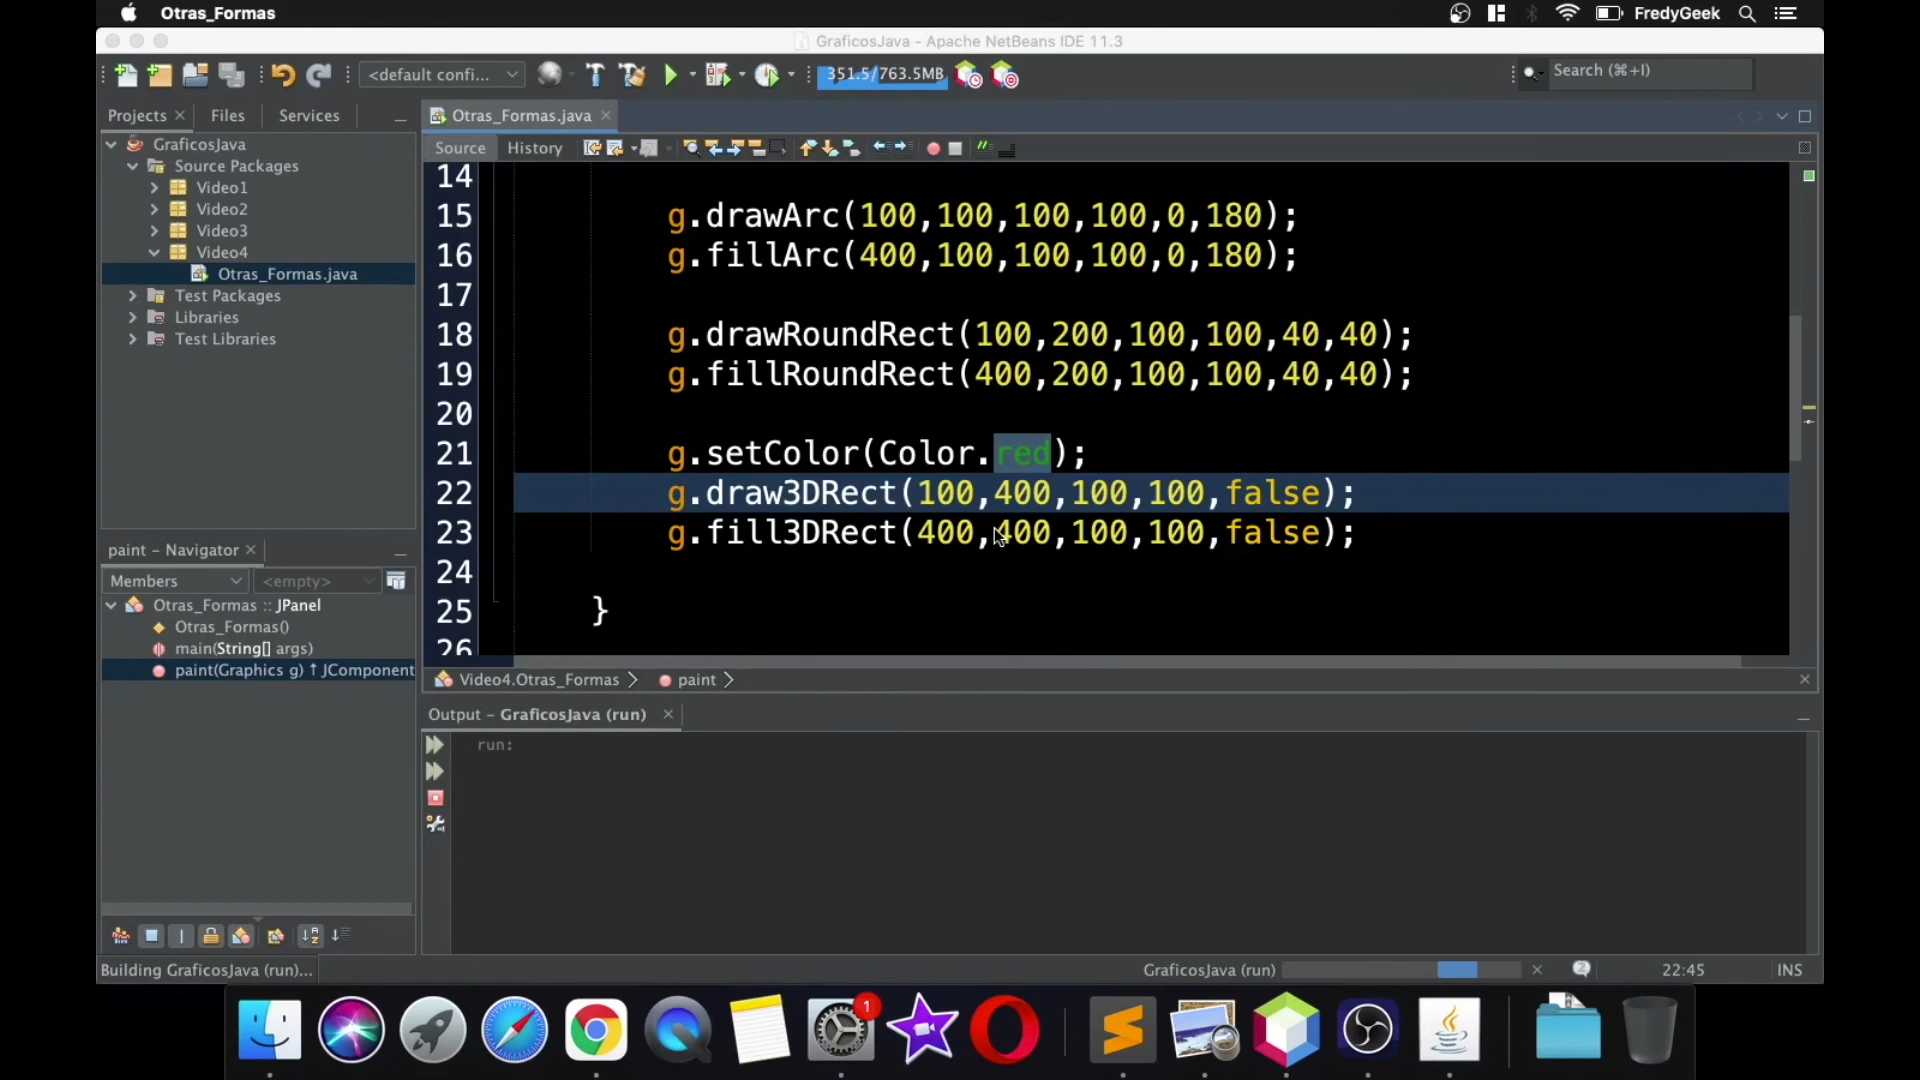 Otras_Formas
FredyGeek
GraficosJava - Apache NetBeans IDE 11.3
<default confi...
351.5/763.5MB
Search (⌘+I)
Projects
Files
Services
Otras_Formas.java
GraficosJava
Source Packages
Video1
Video2
Video3
Video4
Otras_Formas.java
Test Packages
Libraries
Test Libraries
Source
History
14
15 g.drawArc(100,100,100,100,0,180);
16 g.fillArc(400,100,100,100,0,180);
17
18 g.drawRoundRect(100,200,100,100,40,40);
19 g.fillRoundRect(400,200,100,100,40,40);
20
21 g.setColor(Color.red);
22 g.draw3DRect(100,400,100,100,false);
23 g.fill3DRect(400,400,100,100,false);
24
25 }
26
paint - Navigator
Members
<empty>
Otras_Formas :: JPanel
Otras_Formas()
main(String[] args)
paint(Graphics g) ↑ JComponent
Video4.Otras_Formas
paint
Output - GraficosJava (run)
run:
Building GraficosJava (run)...
GraficosJava (run)
22:45
INS
1